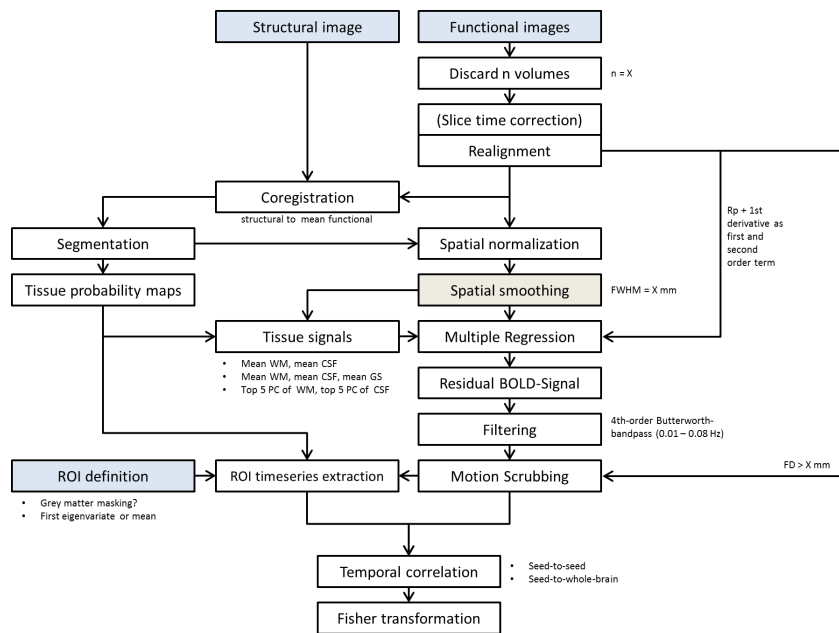 Structural image
Functional images
Discard n volumes
n = X
(Slice time correction)
Realignment
Coregistration
structural to mean functional
Rp + 1st
derivative as
first and
second
order term
Segmentation
Spatial normalization
Tissue probability maps
Spatial smoothing
FWHM = X mm
Tissue signals
Multiple Regression
• Mean WM, mean CSF
• Mean WM, mean CSF, mean GS
• Top 5 PC of WM, top 5 PC of CSF
Residual BOLD-Signal
Filtering
4th-order Butterworth-
bandpass (0.01 – 0.08 Hz)
ROI definition
ROI timeseries extraction
Motion Scrubbing
FD > X mm
• Grey matter masking?
• First eigenvariate or mean
Temporal correlation
• Seed-to-seed
• Seed-to-whole-brain
Fisher transformation